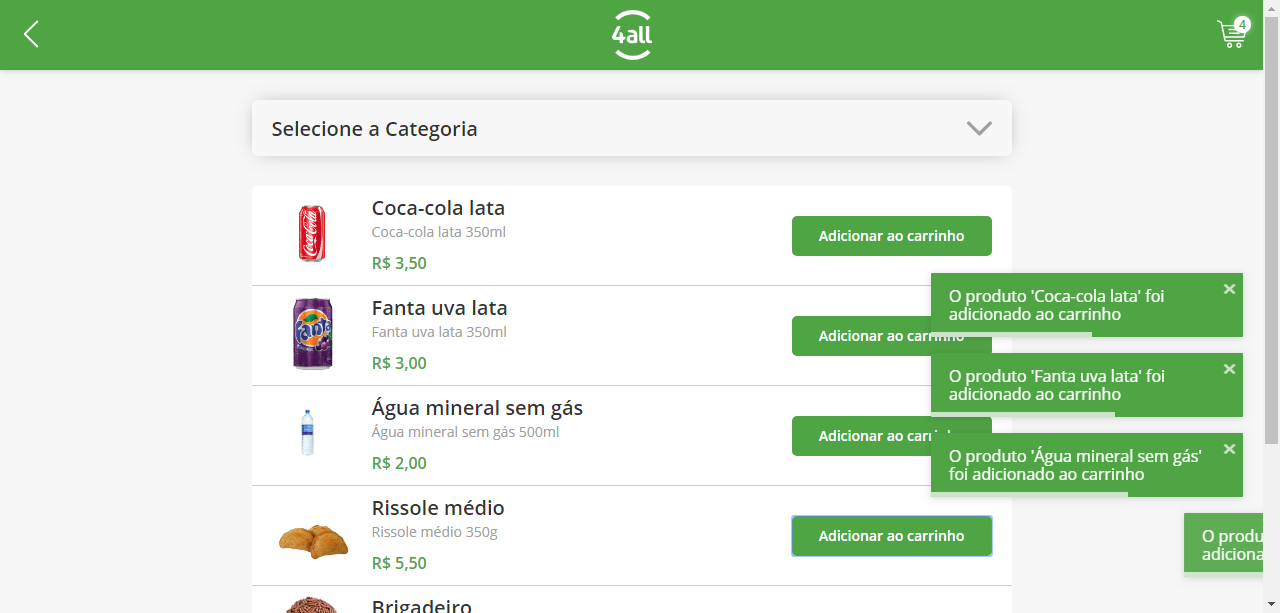 4all
4
Selecione a Categoria
Coca-cola lata
Coca-cola lata 350ml
R$ 3,50
Adicionar ao carrinho
O produto 'Coca-cola lata' foi
adicionado ao carrinho
Fanta uva lata
Fanta uva lata 350ml
R$ 3,00
Adicionar ao carrinho
O produto 'Fanta uva lata' foi
adicionado ao carrinho
Água mineral sem gás
Água mineral sem gás 500ml
R$ 2,00
Adicionar ao carrinho
O produto 'Água mineral sem gás'
foi adicionado ao carrinho
Rissole médio
Rissole médio 350g
R$ 5,50
Adicionar ao carrinho
O produ
adiciona
Brigadeiro
Coca-Cola
Fanta